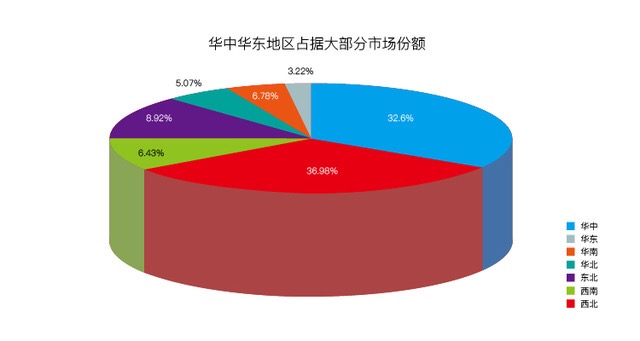 华中华东地区占据大部分市场份额
3.22%
5.07%
6.78%
8.92%
32.6%
6.43%
36.98%
华中
华东
华南
华北
东北
西南
西北